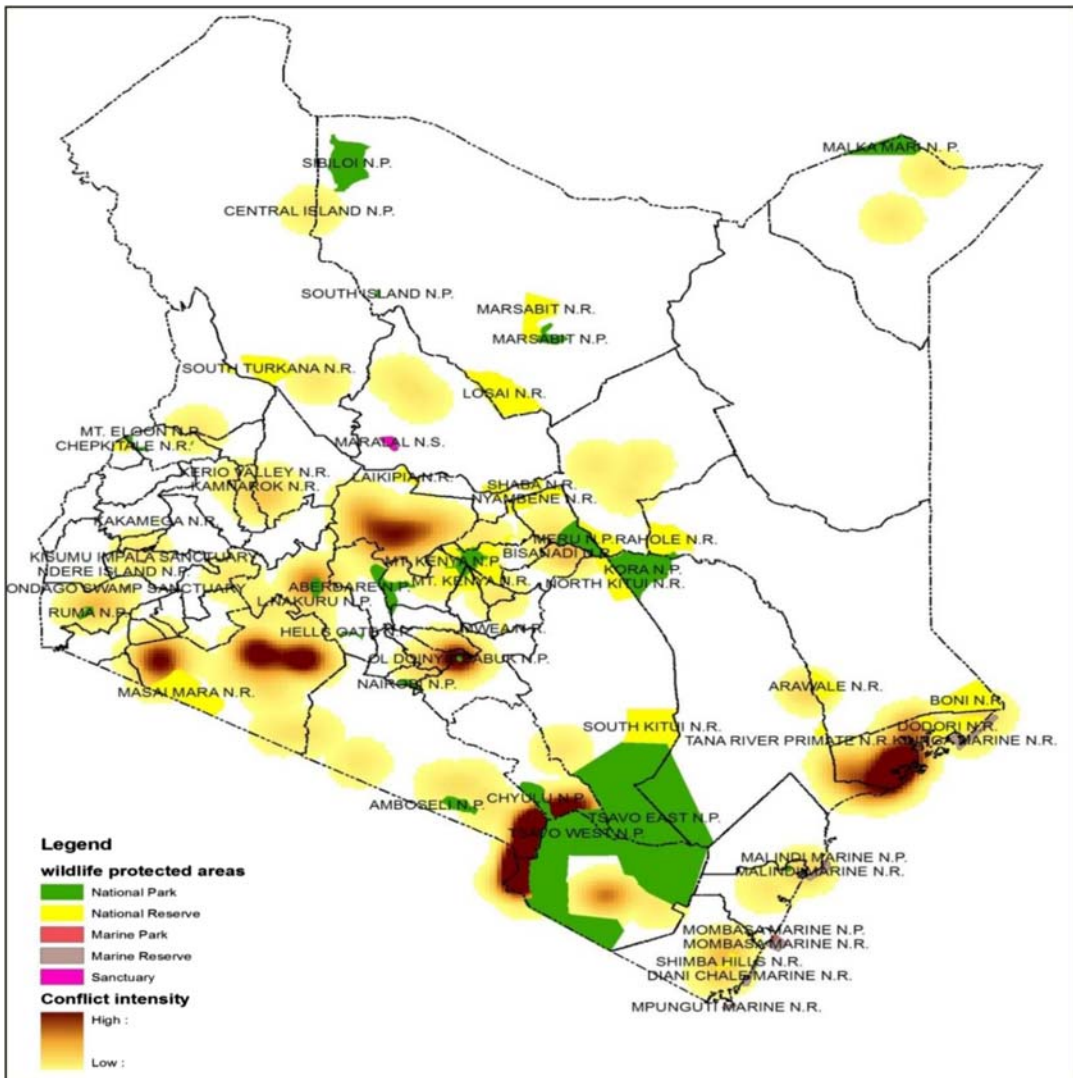 MALKA MARI N. P.
SIBILOI N.P.
CENTRAL ISLAND N.P.
SOUTH ISLAND N.P.
MARSABIT N.R.
MARSABIT N.P.
SOUTH TURKANA N.R.
LOSAI N.R.
MT. ELGON N.R.
CHEPKITALE N.R.
MARALAL N.S.
KERIO VALLEY N.R.
KAMNAROK N.R.
LAIKIPIA N.R.
SHABA N.R.
NYAMBENE N.R.
KAKAMEGA N.R.
MERU N.P.
RAHOLE N.R.
BISANADI N.R.
KISUMU IMPALA SANCTUARY
NDERE ISLAND N.P.
MT. KENYA N.P.
KORA N.P.
NORTH KITUI N.R.
ONDAGO SWAMP SANCTUARY
ABERDARE N.P.
MT. KENYA N.R.
L.NAKURU N.P.
RUMA N.P.
HELLS GATE N.P.
MWEA N.R.
OL DOINYO SABUK N.P.
NAIROBI N.P.
MASAI MARA N.R.
ARAWALE N.R.
BONI N.R.
SOUTH KITUI N.R.
DODORI N.R.
TANA RIVER PRIMATE N.R.
KIUNGA MARINE N.R.
CHYULU N.P.
AMBOSELI N.P.
TSAVO EAST N.P.
TSAVO WEST N.P.
MALINDI MARINE N.P.
MALINDI MARINE N.R.
MOMBASA MARINE N.P.
MOMBASA MARINE N.R.
SHIMBA HILLS N.R.
DIANI CHALE MARINE N.R.
MPUNGUTI MARINE N.R.
Legend
wildlife protected areas
National Park
National Reserve
Marine Park
Marine Reserve
Sanctuary
Conflict intensity
High :
Low :